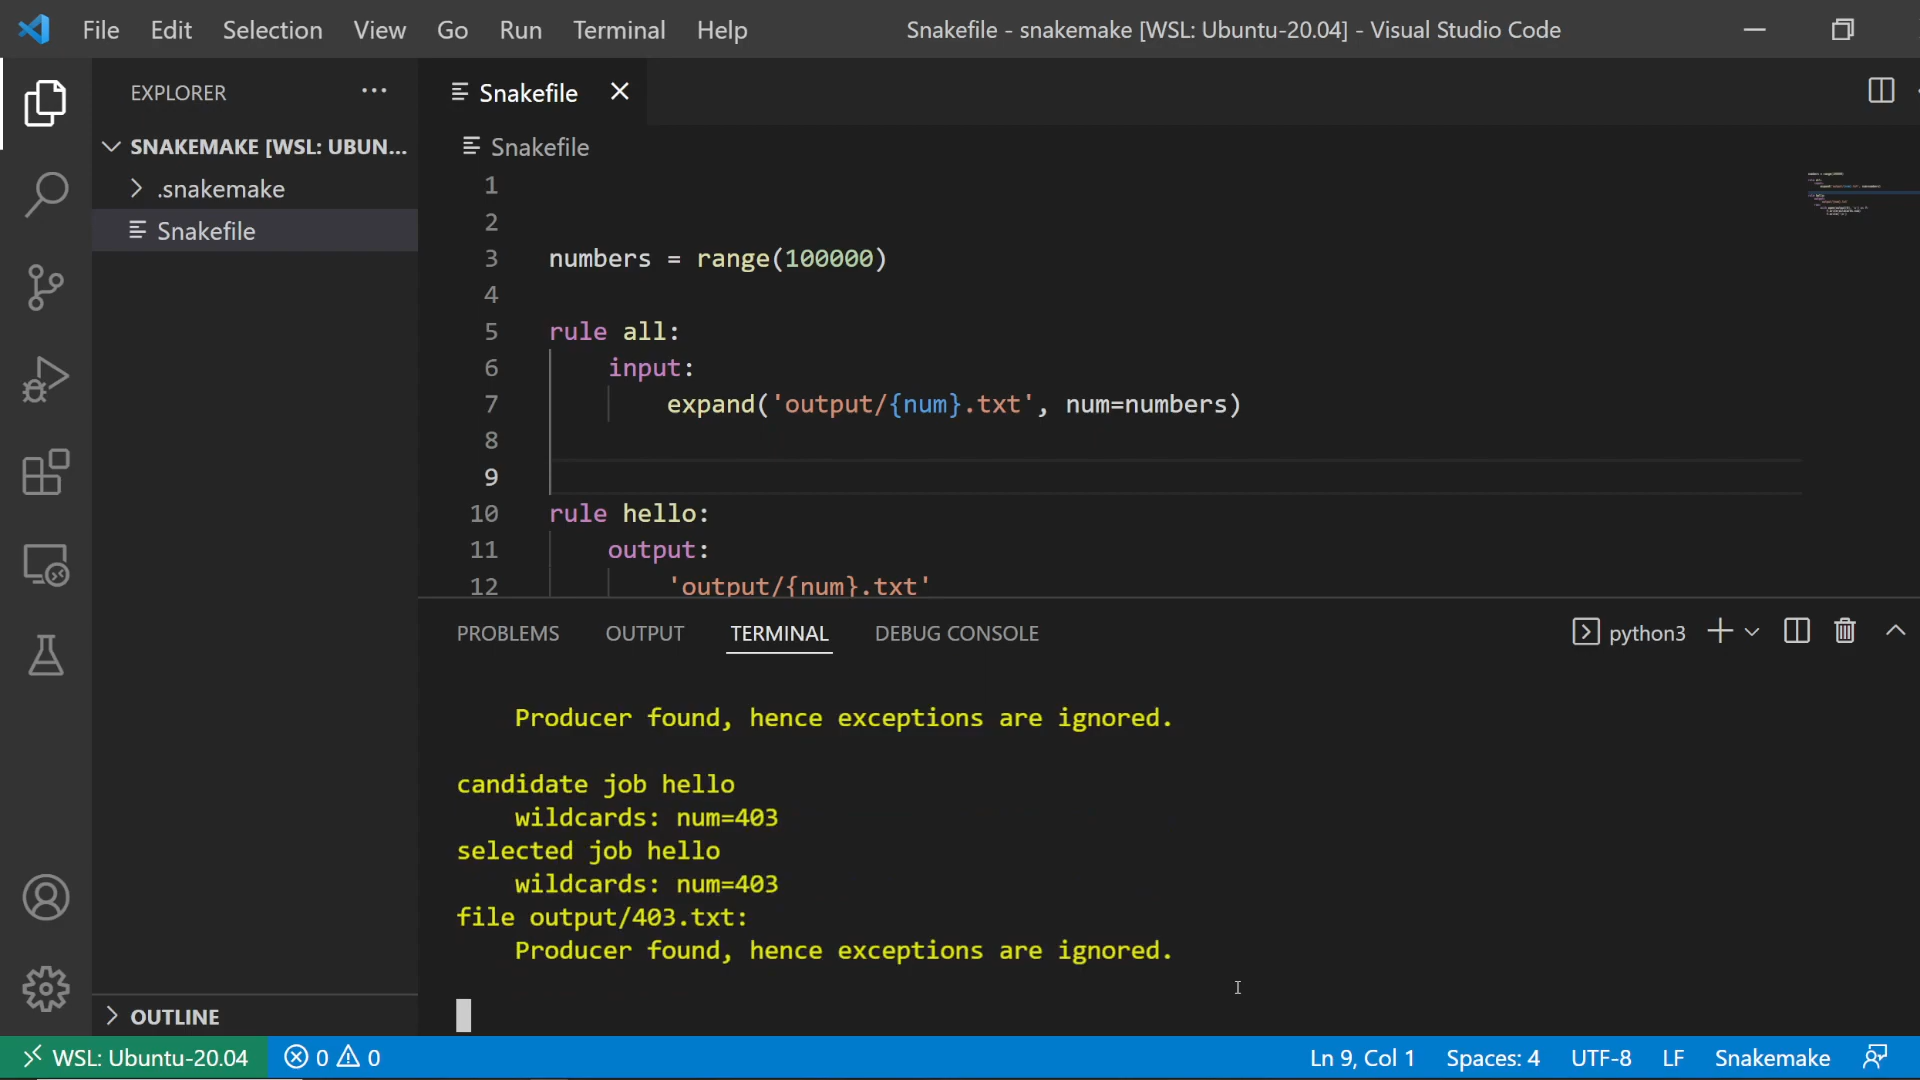 File Edit Selection View Go Run Terminal Help Snakefile - snakemake [WSL: Ubuntu-20.04] - Visual Studio Code
EXPLORER
SNAKEMAKE [WSL: UBUN...
.snakemake
Snakefile
OUTLINE
Snakefile
Snakefile
1
2
3 numbers = range(100000)
4
5 rule all:
6 input:
7 expand('output/{num}.txt', num=numbers)
8
9
10 rule hello:
11 output:
12 'output/{num}.txt'
PROBLEMS OUTPUT TERMINAL DEBUG CONSOLE python3
Producer found, hence exceptions are ignored.
candidate job hello
wildcards: num=403
selected job hello
wildcards: num=403
file output/403.txt:
Producer found, hence exceptions are ignored.
WSL: Ubuntu-20.04 0 0 Ln 9, Col 1 Spaces: 4 UTF-8 LF Snakemake